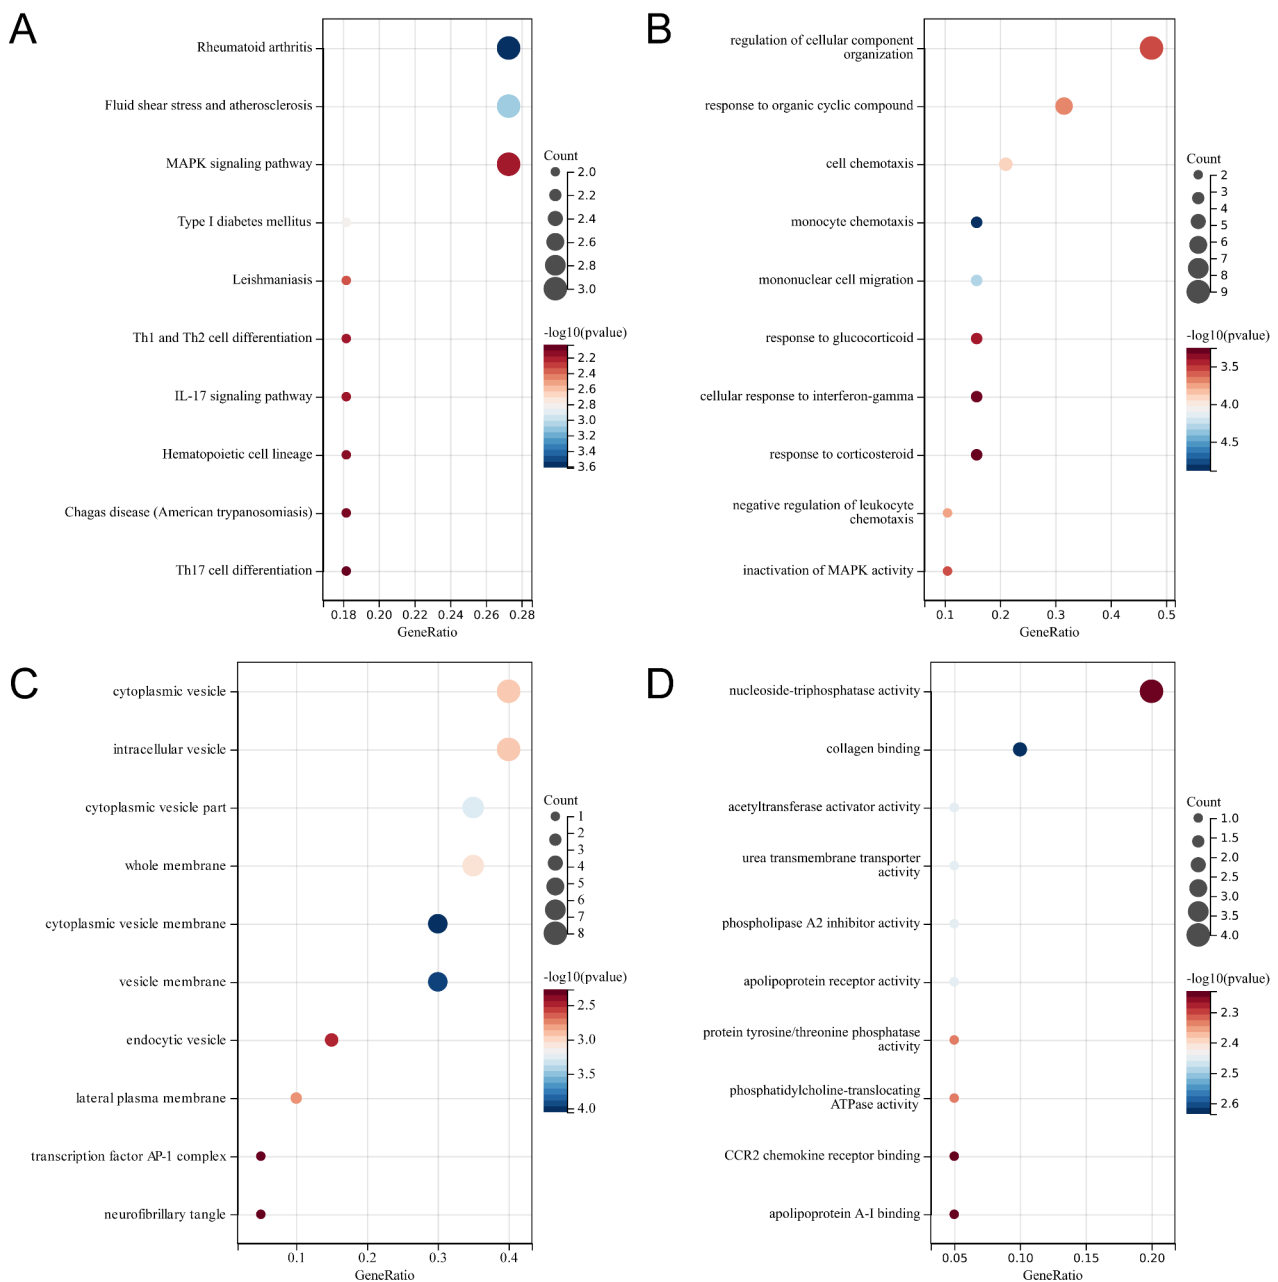 A
Rheumatoid arthritis
Fluid shear stress and atherosclerosis
MAPK signaling pathway
Type I diabetes mellitus
Leishmaniasis
Th1 and Th2 cell differentiation
IL-17 signaling pathway
Hematopoietic cell lineage
Chagas disease (American trypanosomiasis)
Th17 cell differentiation
0.18 0.20 0.22 0.24 0.26 0.28
GeneRatio
Count
2.0
2.2
2.4
2.6
2.8
3.0
-log10(pvalue)
2.2
2.4
2.6
2.8
3.0
3.2
3.4
3.6
B
regulation of cellular component
organization
response to organic cyclic compound
cell chemotaxis
monocyte chemotaxis
mononuclear cell migration
response to glucocorticoid
cellular response to interferon-gamma
response to corticosteroid
negative regulation of leukocyte
chemotaxis
inactivation of MAPK activity
0.1 0.2 0.3 0.4 0.5
GeneRatio
Count
2
3
4
5
6
7
8
9
-log10(pvalue)
3.5
4.0
4.5
C
cytoplasmic vesicle
intracellular vesicle
cytoplasmic vesicle part
whole membrane
cytoplasmic vesicle membrane
vesicle membrane
endocytic vesicle
lateral plasma membrane
transcription factor AP-1 complex
neurofibrillary tangle
0.1 0.2 0.3 0.4
GeneRatio
Count
1
2
3
4
5
6
7
8
-log10(pvalue)
2.5
3.0
3.5
4.0
D
nucleoside-triphosphatase activity
collagen binding
acetyltransferase activator activity
urea transmembrane transporter
activity
phospholipase A2 inhibitor activity
apolipoprotein receptor activity
protein tyrosine/threonine phosphatase
activity
phosphatidylcholine-translocating
ATPase activity
CCR2 chemokine receptor binding
apolipoprotein A-I binding
0.05 0.10 0.15 0.20
GeneRatio
Count
1.0
1.5
2.0
2.5
3.0
3.5
4.0
-log10(pvalue)
2.3
2.4
2.5
2.6